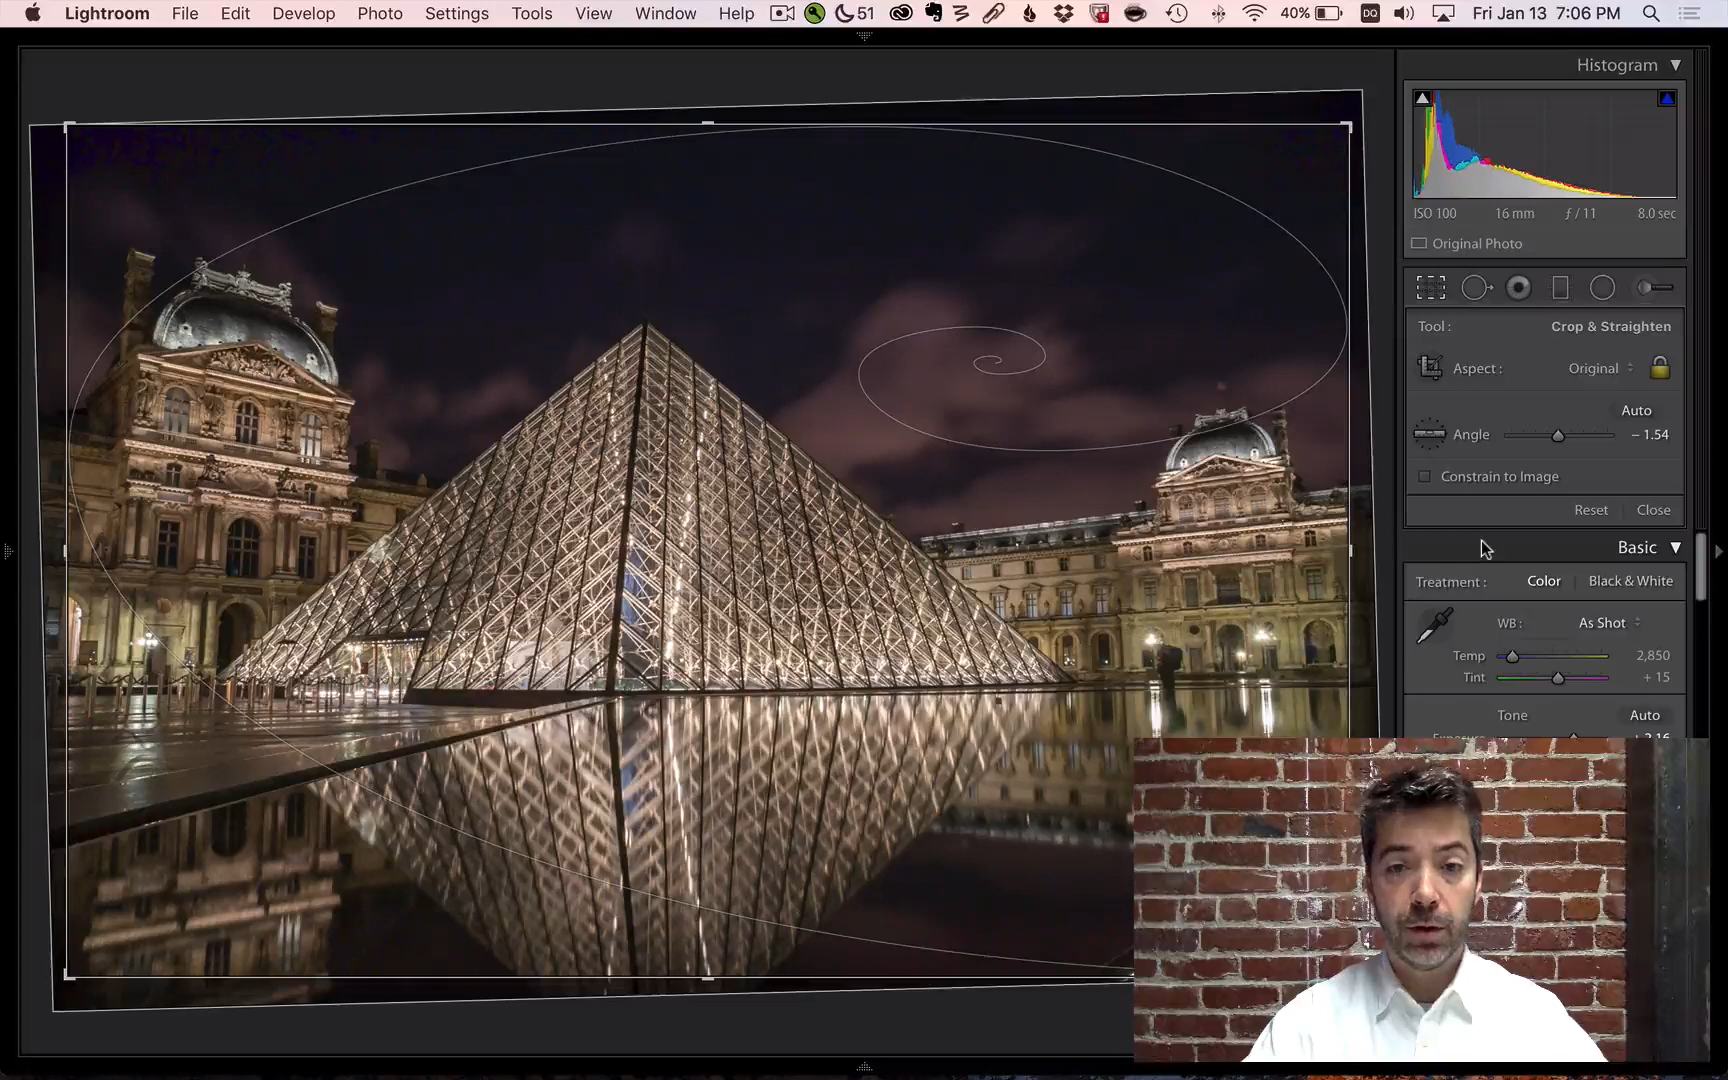 Lightroom File Edit Develop Photo Settings Tools View Window Help 51 40% DQ Fri Jan 13 7:06 PM
Histogram
ISO 100 16 mm ƒ / 11 8.0 sec
Original Photo
Tool : Crop & Straighten
Aspect : Original
Auto
Angle – 1.54
Constrain to Image
Reset Close
Basic
Treatment : Color Black & White
WB : As Shot
Temp 2,850
Tint + 15
Tone Auto